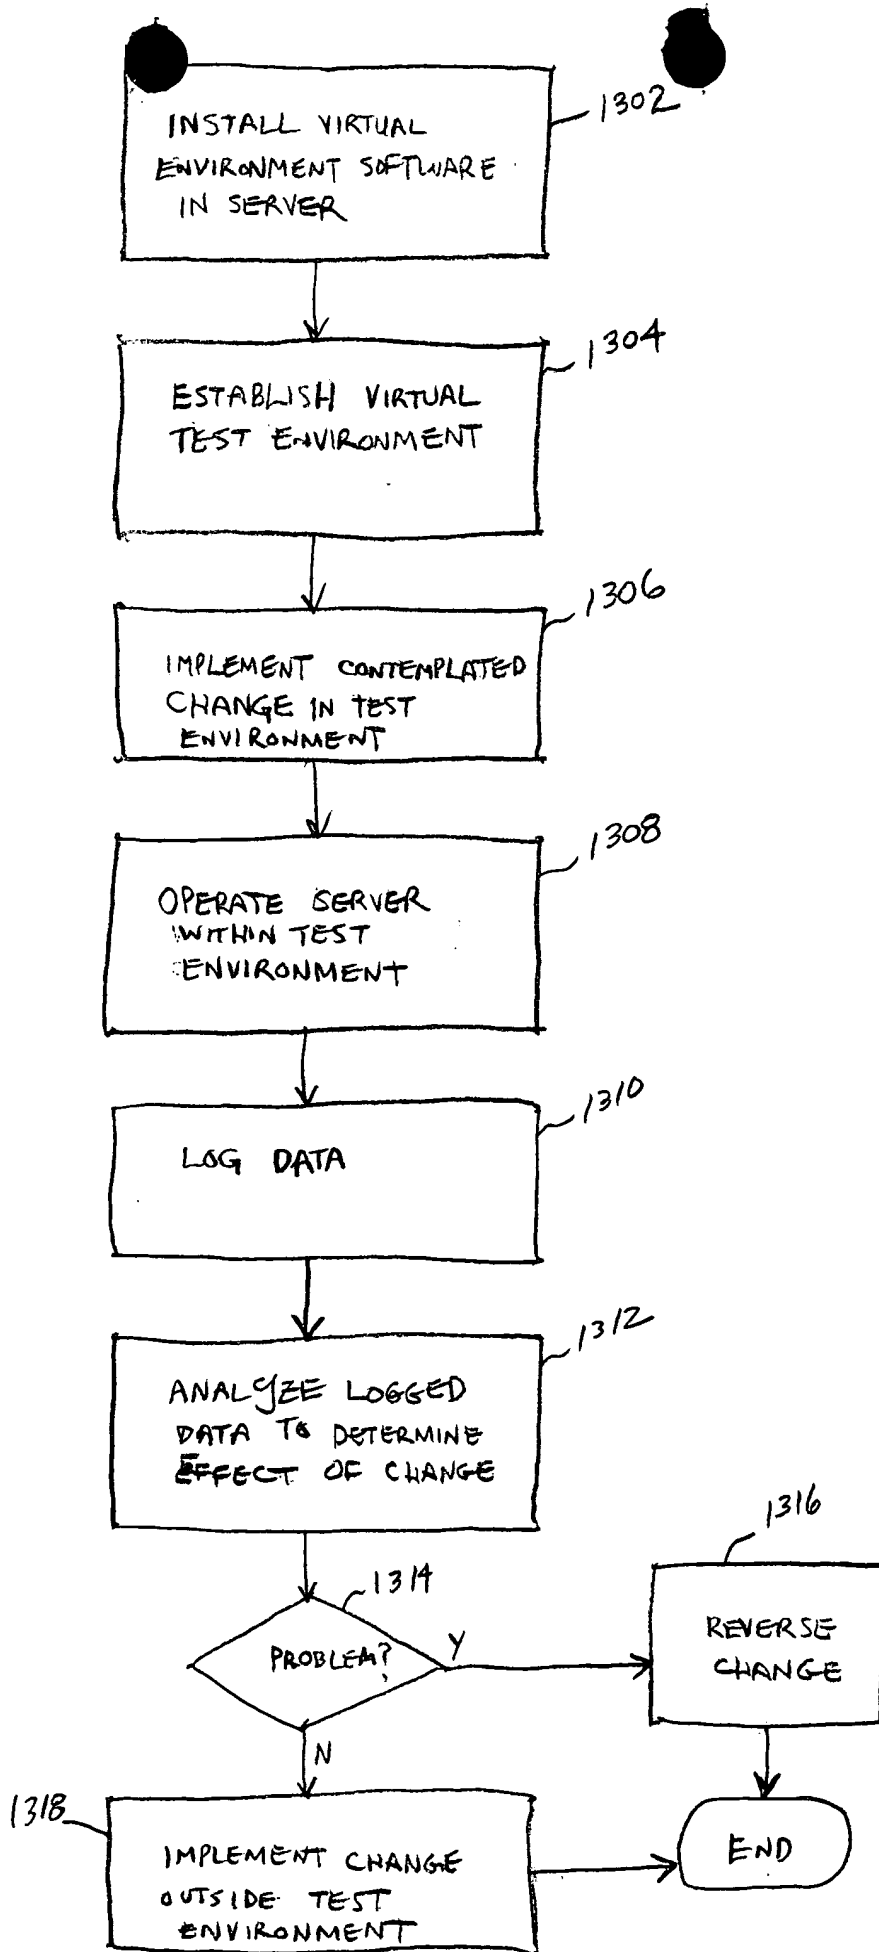 1302
INSTALL VIRTUAL
ENVIRONMENT SOFTWARE
IN SERVER
1304
ESTABLISH VIRTUAL
TEST ENVIRONMENT
1306
IMPLEMENT CONTEMPLATED
CHANGE IN TEST
ENVIRONMENT
1308
OPERATE SERVER
WITHIN TEST
ENVIRONMENT
1310
LOG DATA
1312
ANALYZE LOGGED
DATA TO DETERMINE
EFFECT OF CHANGE
1314
PROBLEM?
Y
1316
REVERSE
CHANGE
N
1318
IMPLEMENT CHANGE
OUTSIDE TEST
ENVIRONMENT
END